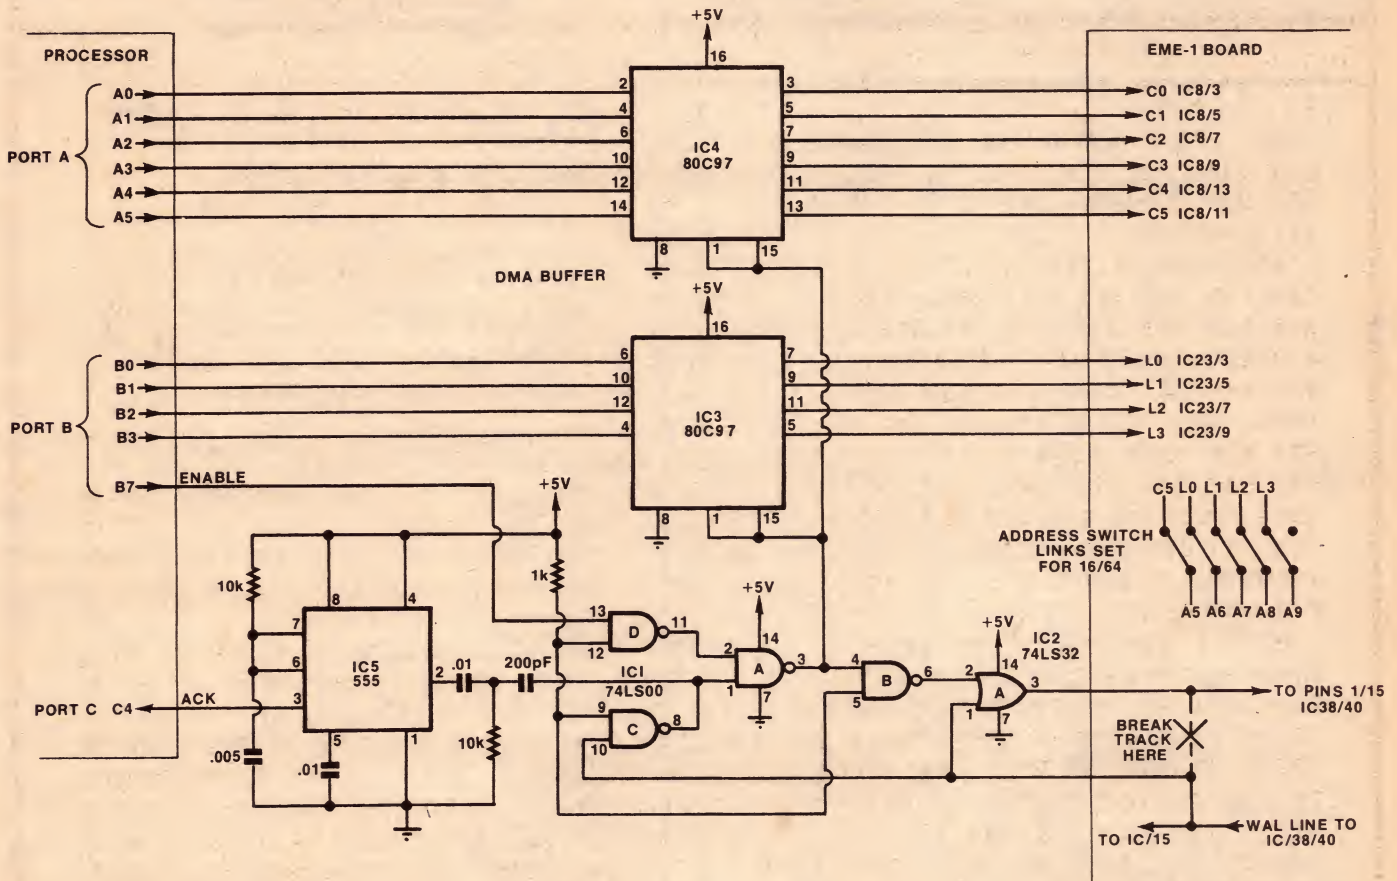 PROCESSOR
+5V
EME-1 BOARD
16
PORT A
A0
A1
A2
A3
A4
A5
2
4
6
10
12
14
IC4
80C97
3
5
7
9
11
13
8
1
15
C0 IC8/3
C1 IC8/5
C2 IC8/7
C3 IC8/9
C4 IC8/13
C5 IC8/11
DMA BUFFER
+5V
16
PORT B
B0
B1
B2
B3
B7
ENABLE
6
10
12
4
IC3
80C97
7
9
11
5
8
1
15
L0 IC23/3
L1 IC23/5
L2 IC23/7
L3 IC23/9
C5 L0 L1 L2 L3
ADDRESS SWITCH
LINKS SET
FOR 16/64
A5 A6 A7 A8 A9
+5V
10k
1k
8
4
7
6
3
IC5
555
2
5
1
.01
200pF
10k
.005
.01
PORT C C4
ACK
13
12
D
11
IC1
74LS00
9
10
C
8
+5V
14
2
1
A
3
7
4
5
B
6
+5V
IC2
74LS32
14
2
1
A
3
7
TO PINS 1/15
IC38/40
BREAK
TRACK
HERE
TO IC/15
WAL LINE TO
IC/38/40